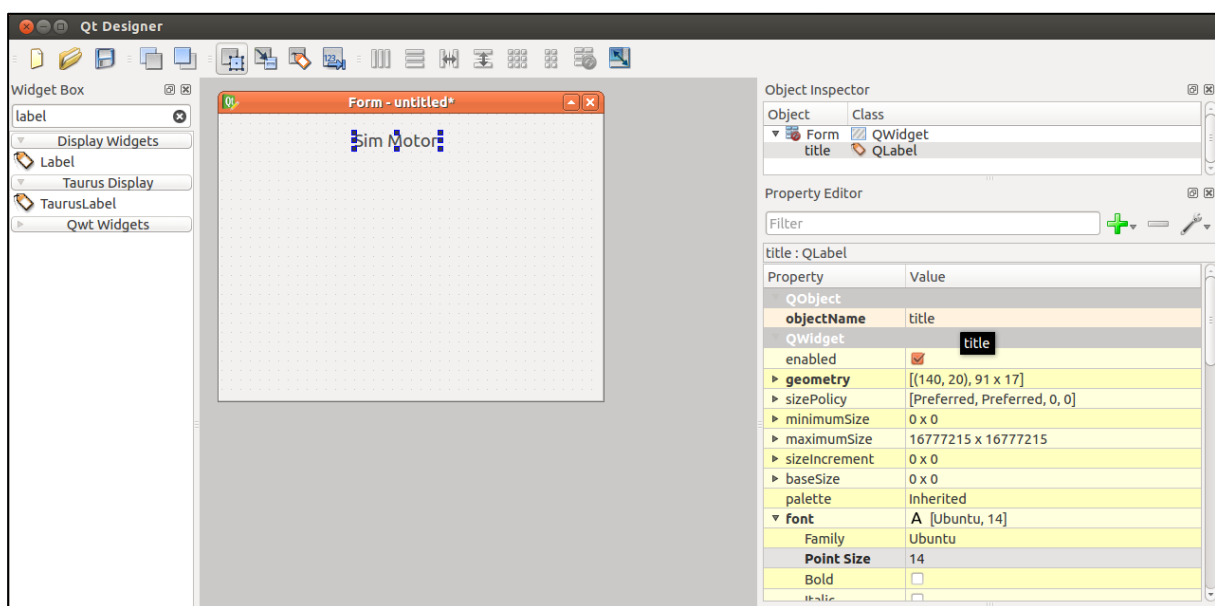 Qt Designer
123
Widget Box
label
Display Widgets
Label
Taurus Display
TaurusLabel
Qwt Widgets
Qt
Form - untitled*
Sim Motor
Object Inspector
Object Class
Form QWidget
title QLabel
Property Editor
Filter
title : QLabel
Property Value
QObject
objectName title
QWidget
title
enabled
geometry [(140, 20), 91 x 17]
sizePolicy [Preferred, Preferred, 0, 0]
minimumSize 0 x 0
maximumSize 16777215 x 16777215
sizeIncrement 0 x 0
baseSize 0 x 0
palette Inherited
font A [Ubuntu, 14]
Family Ubuntu
Point Size 14
Bold
Italic